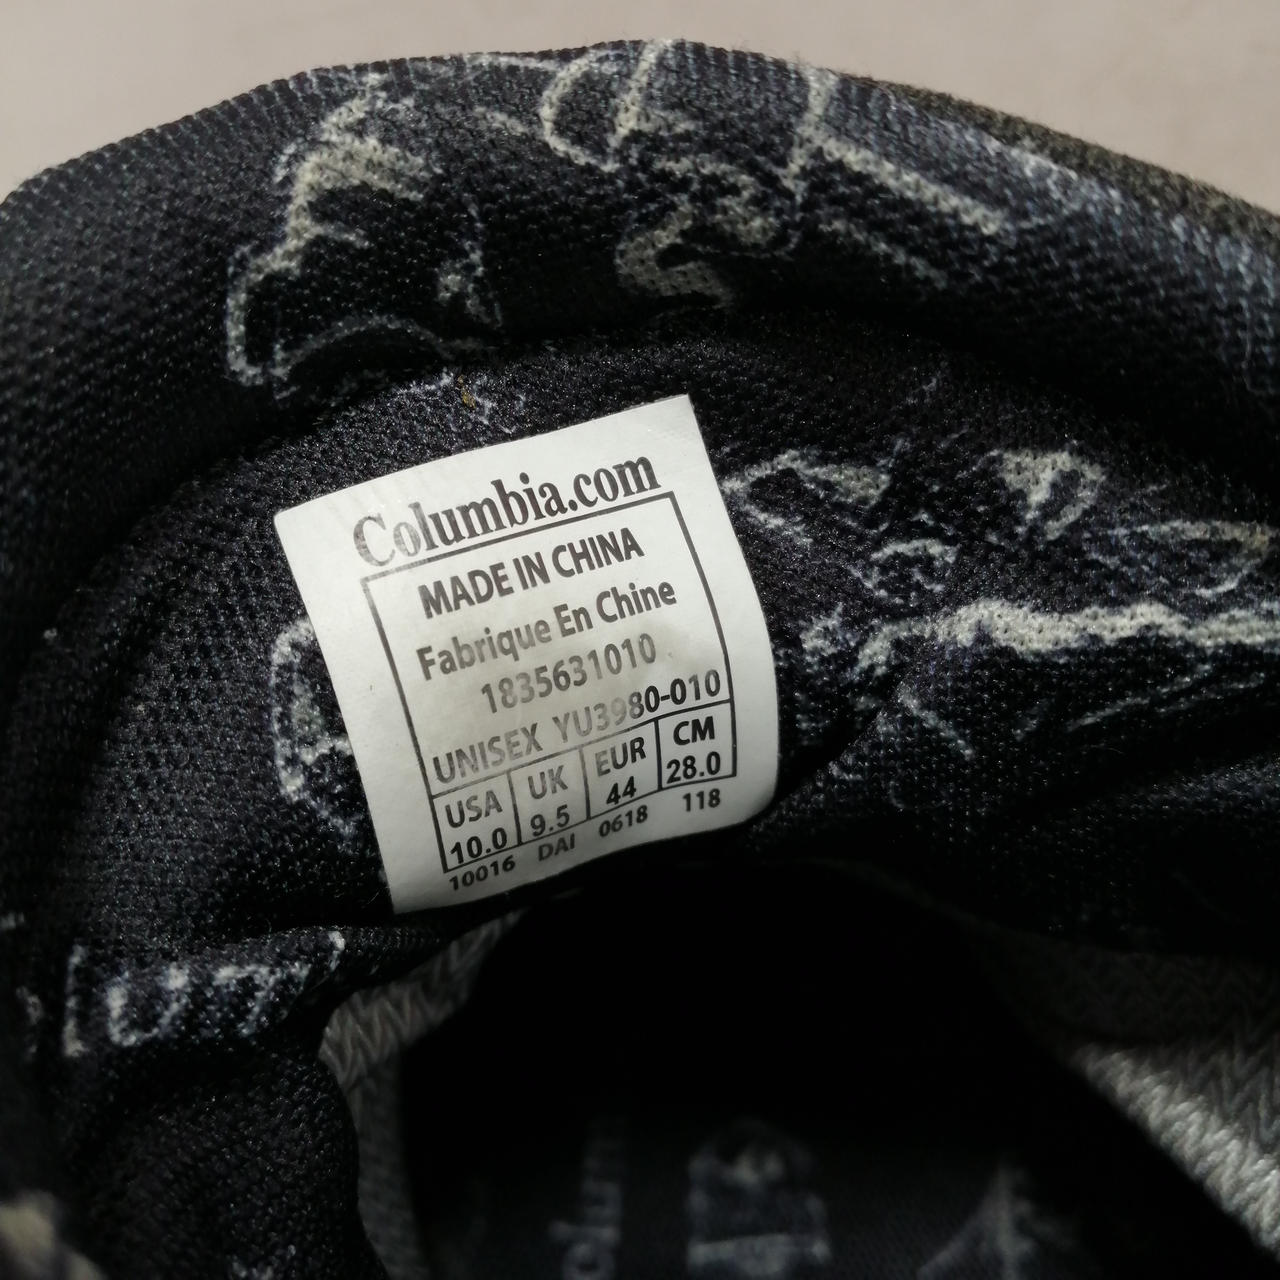 Columbia.com
MADE IN CHINA
Fabrique En Chine
1835631010
UNISEX YU3980-010
USA UK EUR CM
10.0 9.5 44 28.0
10016 DAI 0618 118